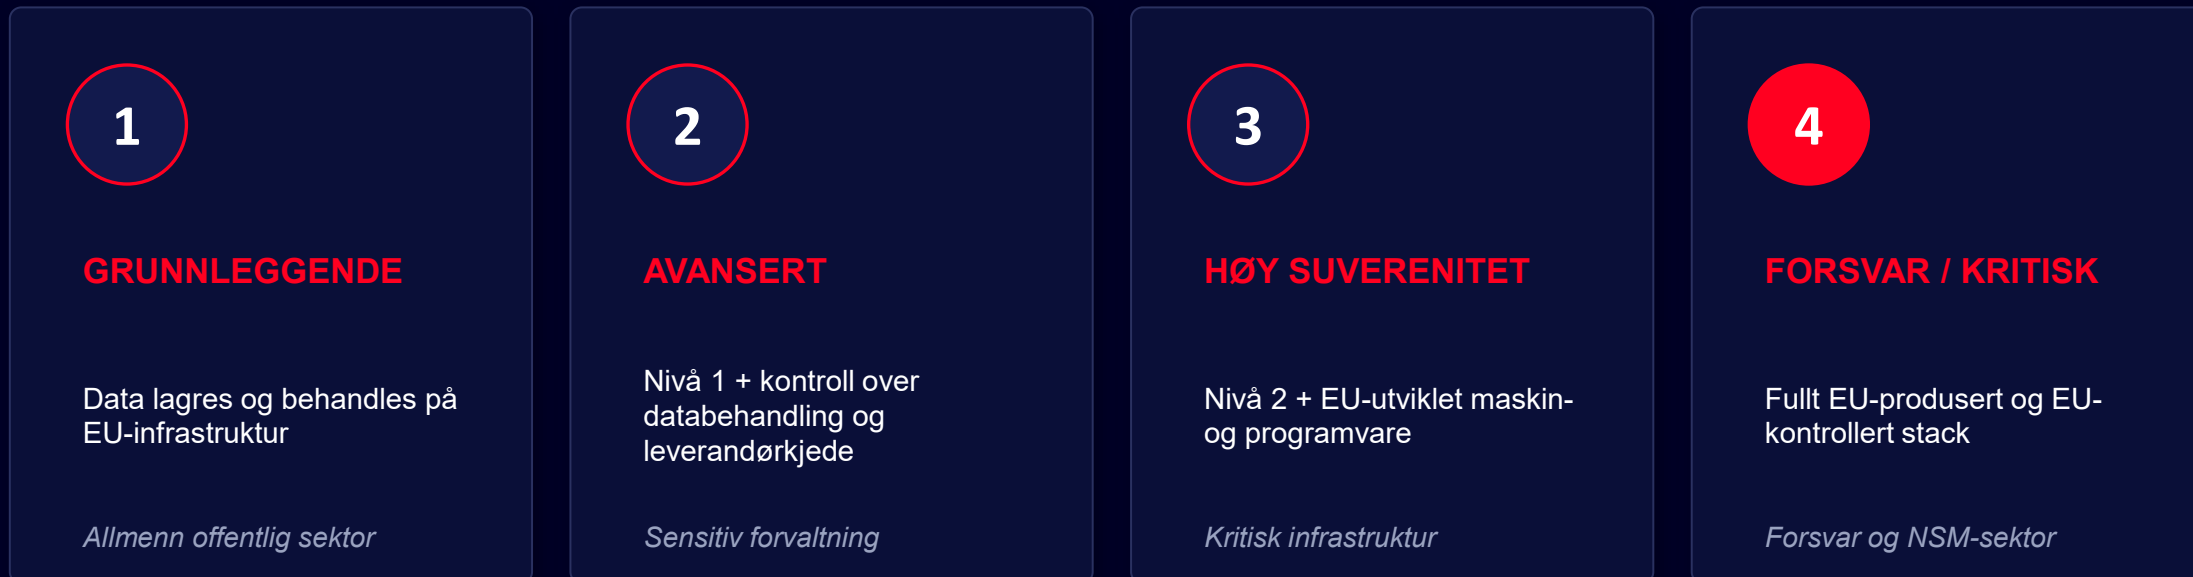 1
GRUNNLEGGENDE
Data lagres og behandles på
EU-infrastruktur
Allmenn offentlig sektor
2
AVANSERT
Nivå 1 + kontroll over
databehandling og
leverandørkjede
Sensitiv forvaltning
3
HØY SUVERENITET
Nivå 2 + EU-utviklet maskin-
og programvare
Kritisk infrastruktur
4
FORSVAR / KRITISK
Fullt EU-produsert og EU-
kontrollert stack
Forsvar og NSM-sektor